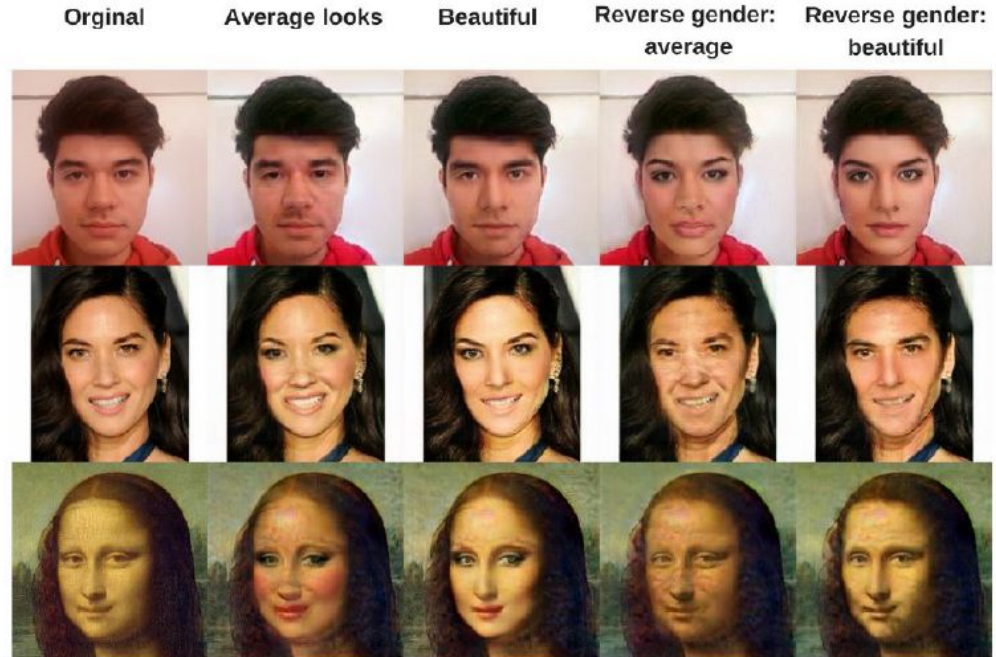 Orginal
Average looks
Beautiful
Reverse gender:
average
Reverse gender:
beautiful